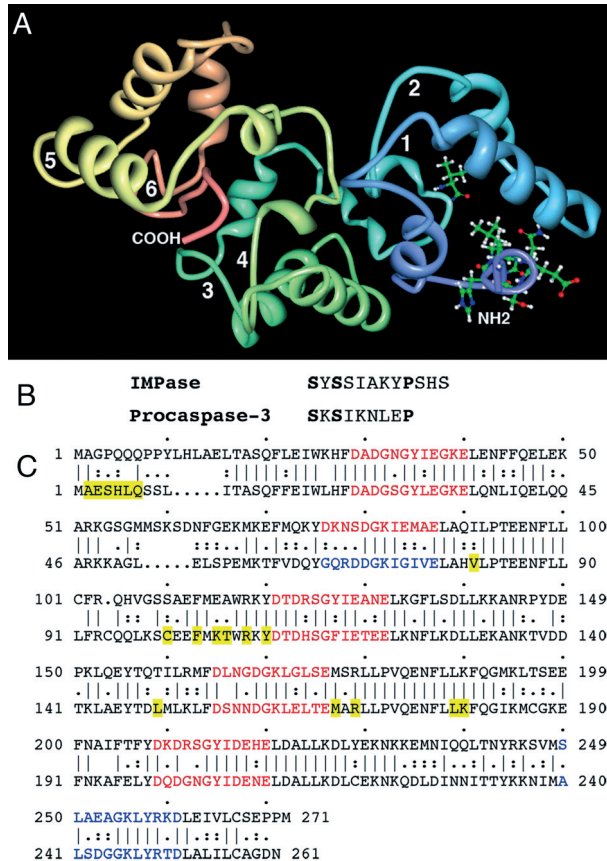 A
1
2
3
4
5
6
COOH
NH2
B
IMPase SYSSIAKYPSHS
Procaspase-3 SKSIKNLEP
C
1 MAGPQQQPPYLHLAELTASQFLEIWKHFDADGNGYIEGKELENFFQELEK 50
1 MAESHLQSSL.....ITASQFFEIWLHFDADGSGYLEGKELQNLIQELQQ 45
51 ARKGSGMMSKSDNFGEKMKEFMQKYDKNSDGKIEMAELAQILPTEENFLL 100
46 ARKKAGL.....ELSPEMKTFVDQYGQRDDGKIGIVELAHVLPTEENFLL 90
101 CFR.QHVGSSAEFMEAWRKYDTDRSGYIEANELKGFLSDLLKKANRPYDE 149
91 LFRCQQLKSCEEFMKTWRKYDTDHSGFIETEELKNFLKDLLEKANKTVDD 140
150 PKLQEYTQTILRMFDLNGDGKLGLSEMSRLLPVQENFLLKFQGMKLTSEE 199
141 TKLAEYTDLMLKLFDSNNDGKLELTEMARLLPVQENFLLKFQGIKMCGKE 190
200 FNAIFTFYDKDRSGYIDEHELDALLKDLYEKNKKEMNIQQLTNYRKSVMS 249
191 FNKAFELYDQDGNGYIDENELDALLKDLCEKNKQDLDINNITTYKKNIMA 240
250 LAEAGKLYRKDLEIVLCSEPPM 271
241 LSDGGKLYRTDLALILCAGDN 261